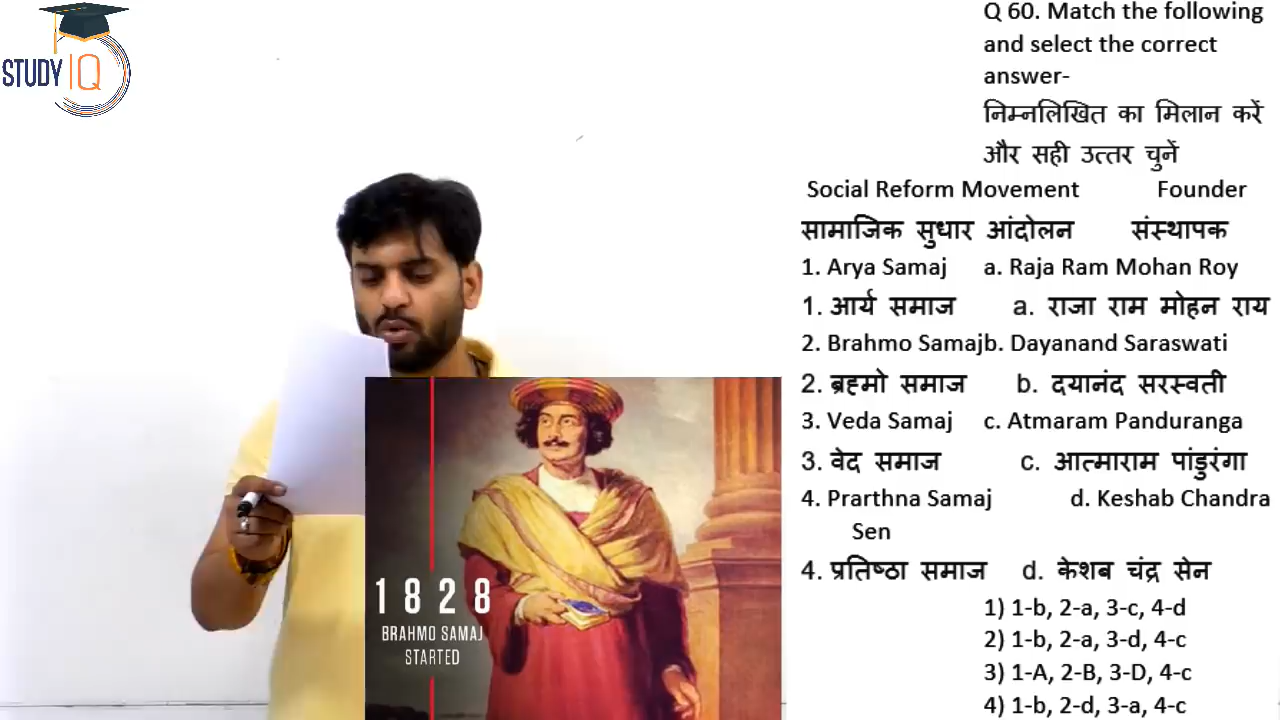 STUDY IQ
Q 60. Match the following
and select the correct
answer-
निम्नलिखित का मिलान करें
और सही उत्तर चुनें
Social Reform Movement Founder
सामाजिक सुधार आंदोलन संस्थापक
1. Arya Samaj a. Raja Ram Mohan Roy
1. आर्य समाज a. राजा राम मोहन राय
2. Brahmo Samajb. Dayanand Saraswati
2. ब्रह्मो समाज b. दयानंद सरस्वती
3. Veda Samaj c. Atmaram Panduranga
3. वेद समाज c. आत्माराम पांडुरंगा
4. Prarthna Samaj d. Keshab Chandra
Sen
4. प्रतिष्ठा समाज d. केशब चंद्र सेन
1) 1-b, 2-a, 3-c, 4-d
2) 1-b, 2-a, 3-d, 4-c
3) 1-A, 2-B, 3-D, 4-c
4) 1-b, 2-d, 3-a, 4-c
1828
BRAHMO SAMAJ
STARTED